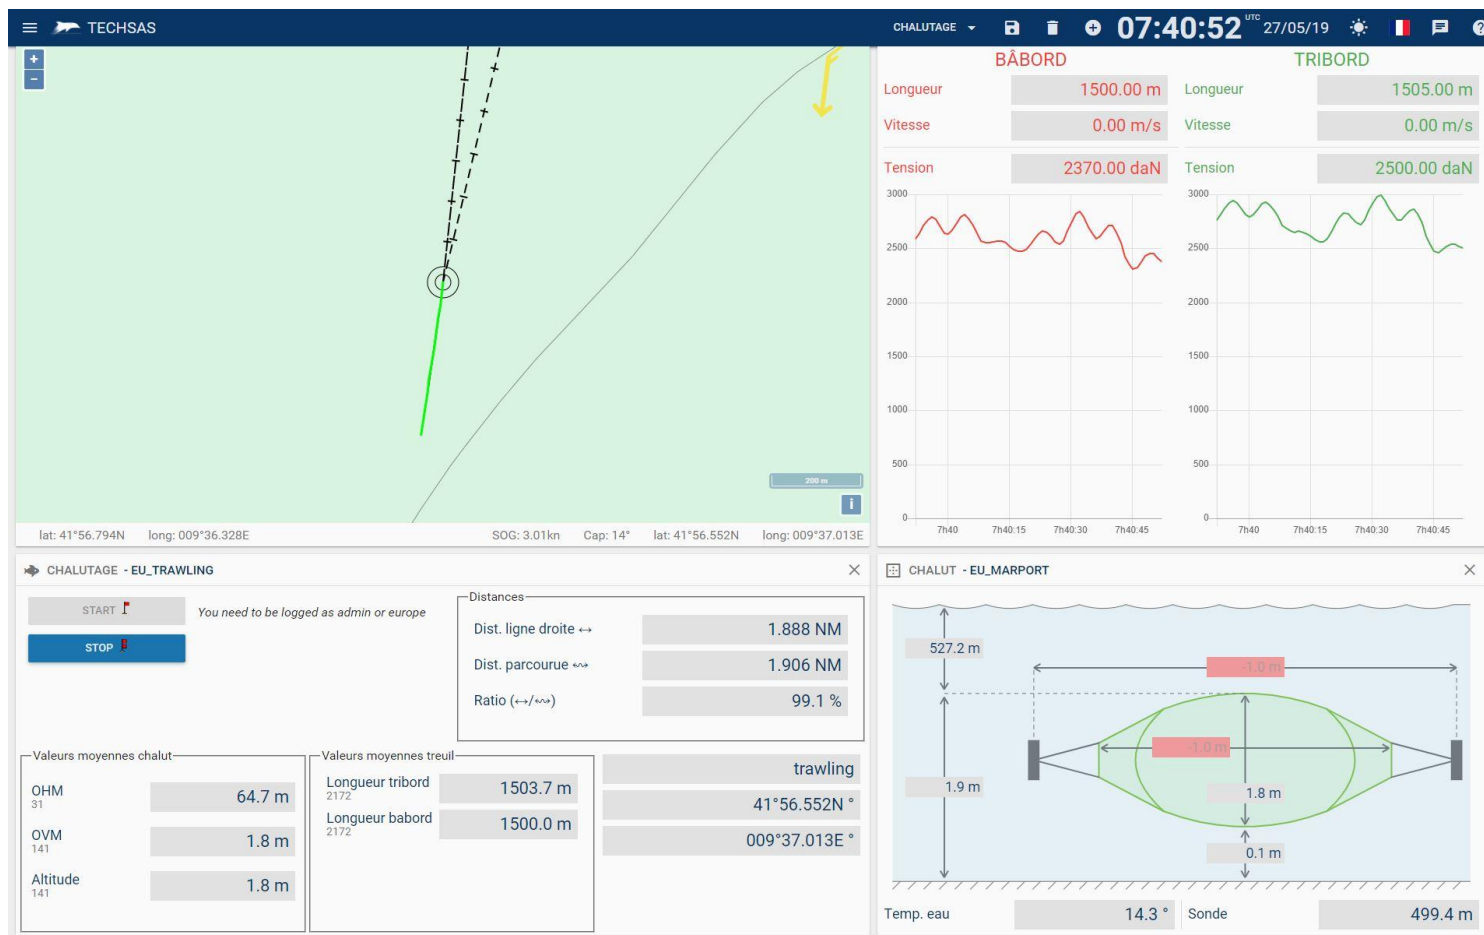 TECHSAS
CHALUTAGE
07:40:52 UTC 27/05/19
+
−
200 m
i
lat: 41°56.794N long: 009°36.328E SOG: 3.01kn Cap: 14° lat: 41°56.552N long: 009°37.013E
BÂBORD
Longueur 1500.00 m
Vitesse 0.00 m/s
Tension 2370.00 daN
3000
2500
2000
1500
1000
500
0
7h40 7h40:15 7h40:30 7h40:45
TRIBORD
Longueur 1505.00 m
Vitesse 0.00 m/s
Tension 2500.00 daN
3000
2500
2000
1500
1000
500
0
7h40 7h40:15 7h40:30 7h40:45
CHALUTAGE - EU_TRAWLING
START
You need to be logged as admin or europe
STOP
Distances
Dist. ligne droite ↔ 1.888 NM
Dist. parcourue ↭ 1.906 NM
Ratio (↔/↭) 99.1 %
Valeurs moyennes chalut
OHM 64.7 m
31
OVM 1.8 m
141
Altitude 1.8 m
141
Valeurs moyennes treuil
Longueur tribord 1503.7 m
2172
Longueur babord 1500.0 m
2172
trawling
41°56.552N °
009°37.013E °
CHALUT - EU_MARPORT
527.2 m
-1.0 m
-1.0 m
1.9 m
1.8 m
0.1 m
Temp. eau 14.3 °
Sonde 499.4 m